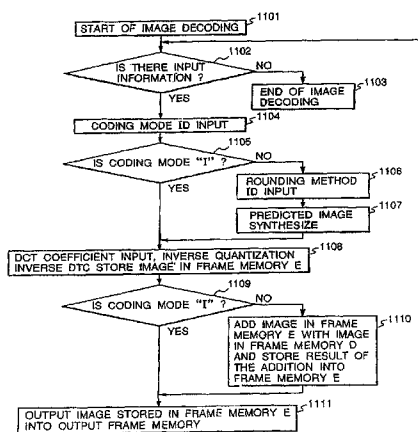 1101
START OF IMAGE DECODING
1102
IS THERE INPUT
INFORMATION ?
NO
YES
1103
END OF IMAGE
DECODING
1104
CODING MODE ID INPUT
1105
IS CODING MODE "I" ?
NO
YES
1106
ROUNDING METHOD
ID INPUT
1107
PREDICTED IMAGE
SYNTHESIZE
1108
DCT COEFFICIENT INPUT, INVERSE QUANTIZATION
INVERSE DTC STORE IMAGE IN FRAME MEMORY E
1109
IS CODING MODE "I" ?
NO
YES
1110
ADD IMAGE IN FRAME
MEMORY E WITH IMAGE
IN FRAME MEMORY D
AND STORE RESULT OF
THE ADDITION INTO
FRAME MEMORY E
1111
OUTPUT IMAGE STORED IN FRAME MEMORY E
INTO OUTPUT FRAME MEMORY